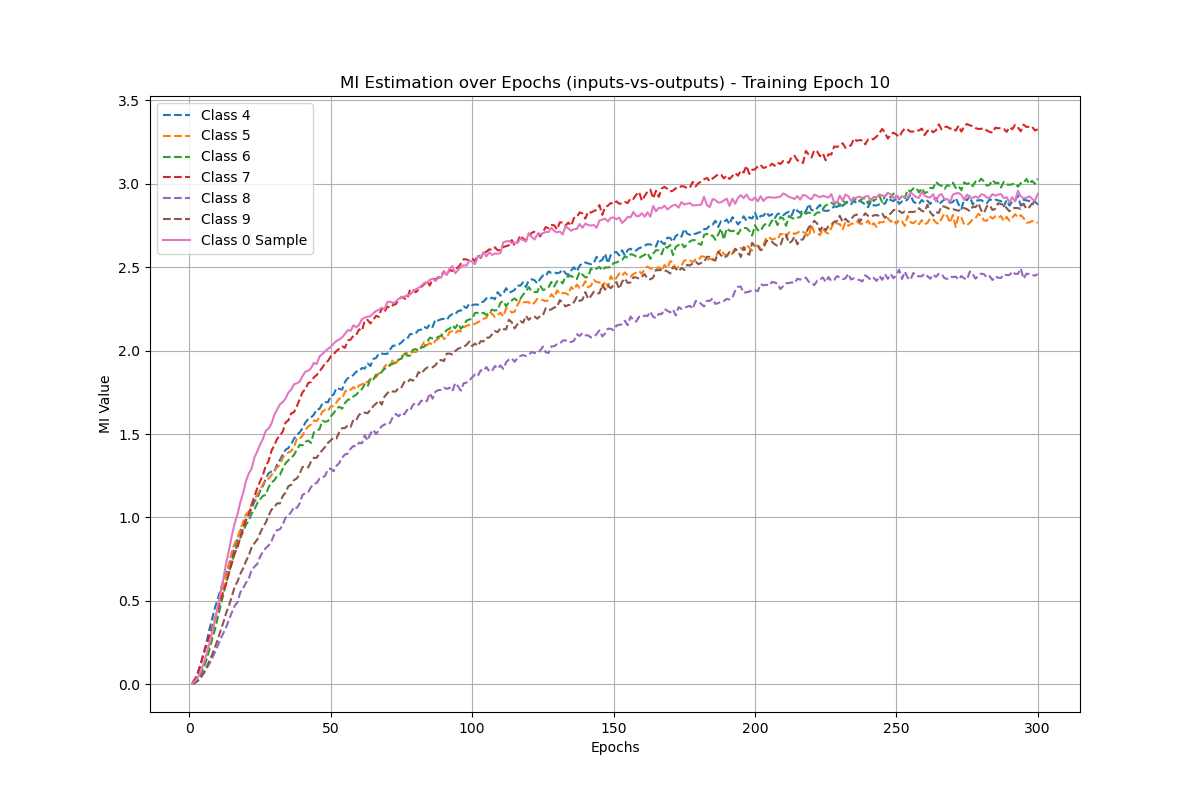 MI Estimation over Epochs (inputs-vs-outputs) - Training Epoch 10
MI Value
3.5
3.0
2.5
2.0
1.5
1.0
0.5
0.0
Class 4
Class 5
Class 6
Class 7
Class 8
Class 9
Class 0 Sample
0 50 100 150 200 250 300
Epochs